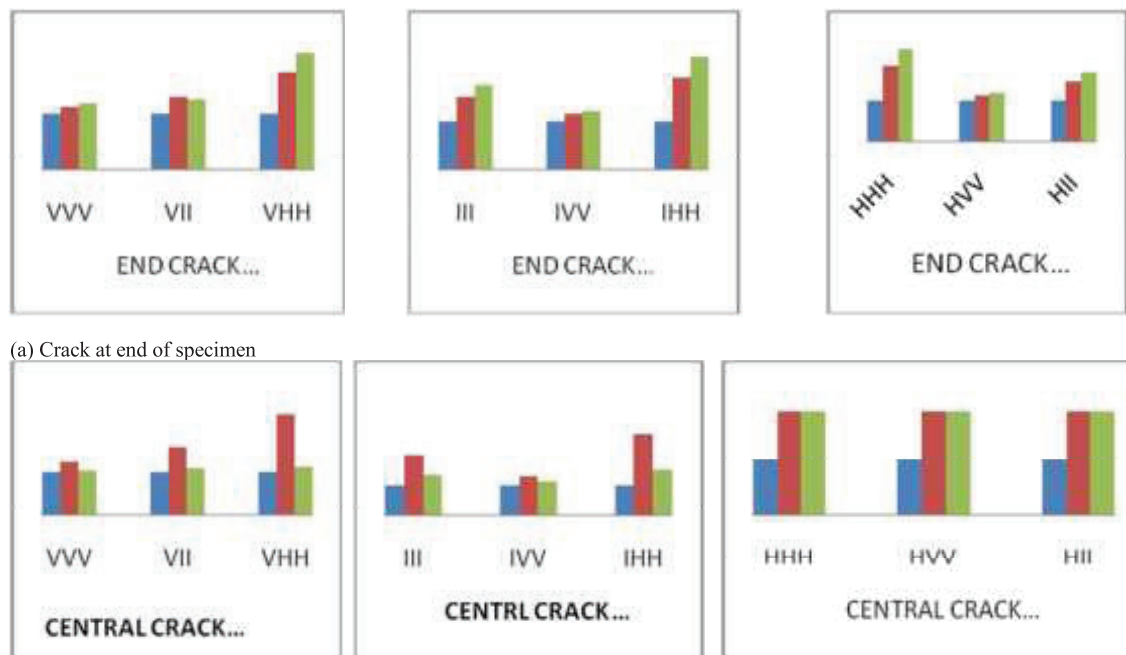 VVV VII VHH
END CRACK...
III IVV IHH
END CRACK...
HHH HVV HII
END CRACK...
(a) Crack at end of specimen
VVV VII VHH
CENTRAL CRACK...
III IVV IHH
CENTRL CRACK...
HHH HVV HII
CENTRAL CRACK...